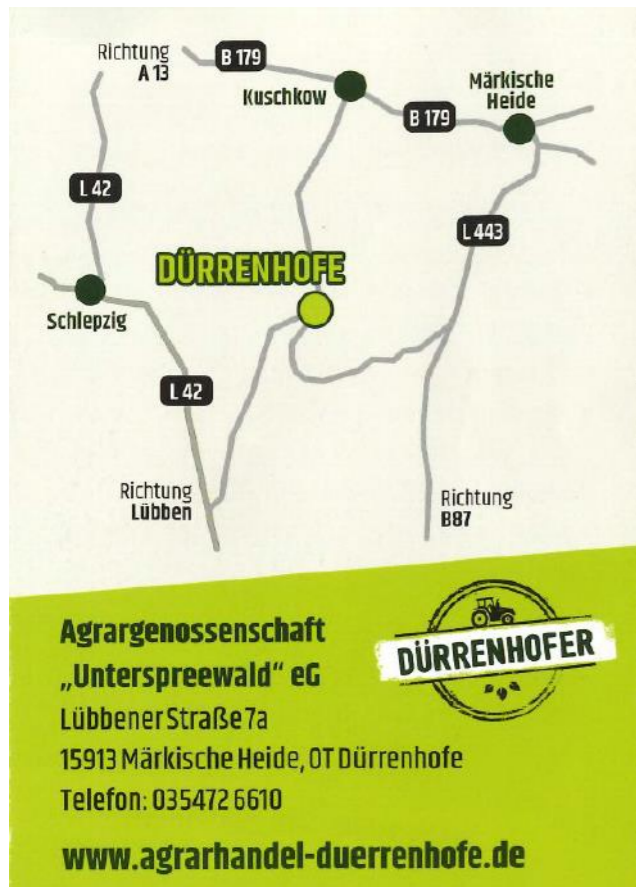 Richtung
A 13
B 179
Kuschkow
Märkische
Heide
B 179
L 42
L 443
DÜRRENHOFE
Schlepzig
L 42
Richtung
Lübben
Richtung
B87
Agrargenossenschaft
„Unterspreewald“ eG
Lübbener Straße 7a
15913 Märkische Heide, OT Dürrenhofe
Telefon: 035472 6610
www.agrarhandel-duerrenhofe.de
DÜRRENHOFER